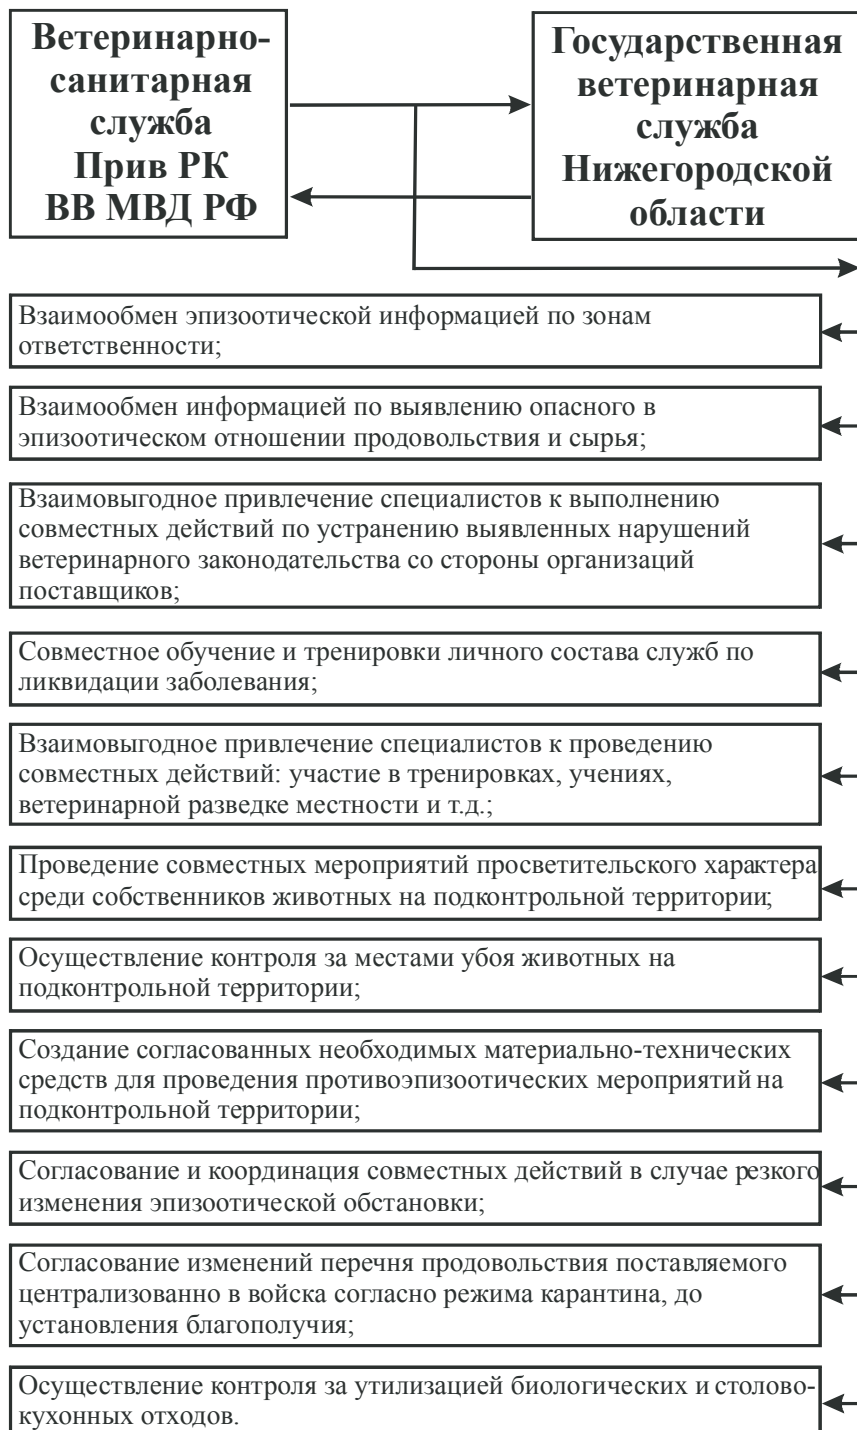 Ветеринарно-
санитарная
служба
Прив РК
ВВ МВД РФ
Государственная
ветеринарная
служба
Нижегородской
области
Взаимообмен эпизоотической информацией по зонам
ответственности;
Взаимообмен информацией по выявлению опасного в
эпизоотическом отношении продовольствия и сырья;
Взаимовыгодное привлечение специалистов к выполнению
совместных действий по устранению выявленных нарушений
ветеринарного законодательства со стороны организаций
поставщиков;
Совместное обучение и тренировки личного состава служб по
ликвидации заболевания;
Взаимовыгодное привлечение специалистов к проведению
совместных действий: участие в тренировках, учениях,
ветеринарной разведке местности и т.д.;
Проведение совместных мероприятий просветительского характера
среди собственников животных на подконтрольной территории;
Осуществление контроля за местами убоя животных на
подконтрольной территории;
Создание согласованных необходимых материально-технических
средств для проведения противоэпизоотических мероприятий на
подконтрольной территории;
Согласование и координация совместных действий в случае резкого
изменения эпизоотической обстановки;
Согласование изменений перечня продовольствия поставляемого
централизованно в войска согласно режима карантина, до
установления благополучия;
Осуществление контроля за утилизацией биологических и столово-
кухонных отходов.